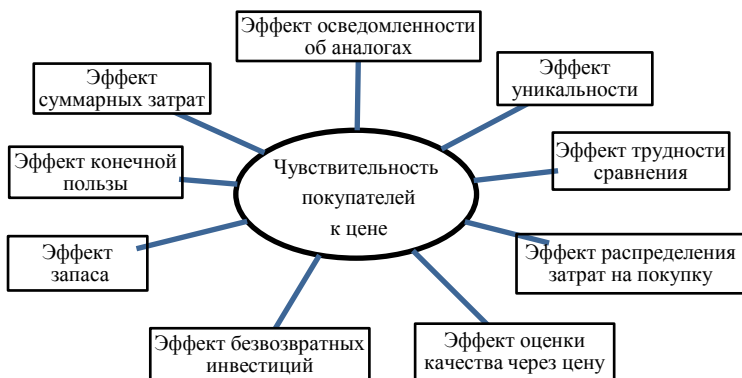 Эффект осведомленности
об аналогах
Эффект
суммарных затрат
Эффект
уникальности
Эффект конечной
пользы
Чувствительность
покупателей
к цене
Эффект трудности
сравнения
Эффект
запаса
Эффект распределения
затрат на покупку
Эффект безвозвратных
инвестиций
Эффект оценки
качества через цену